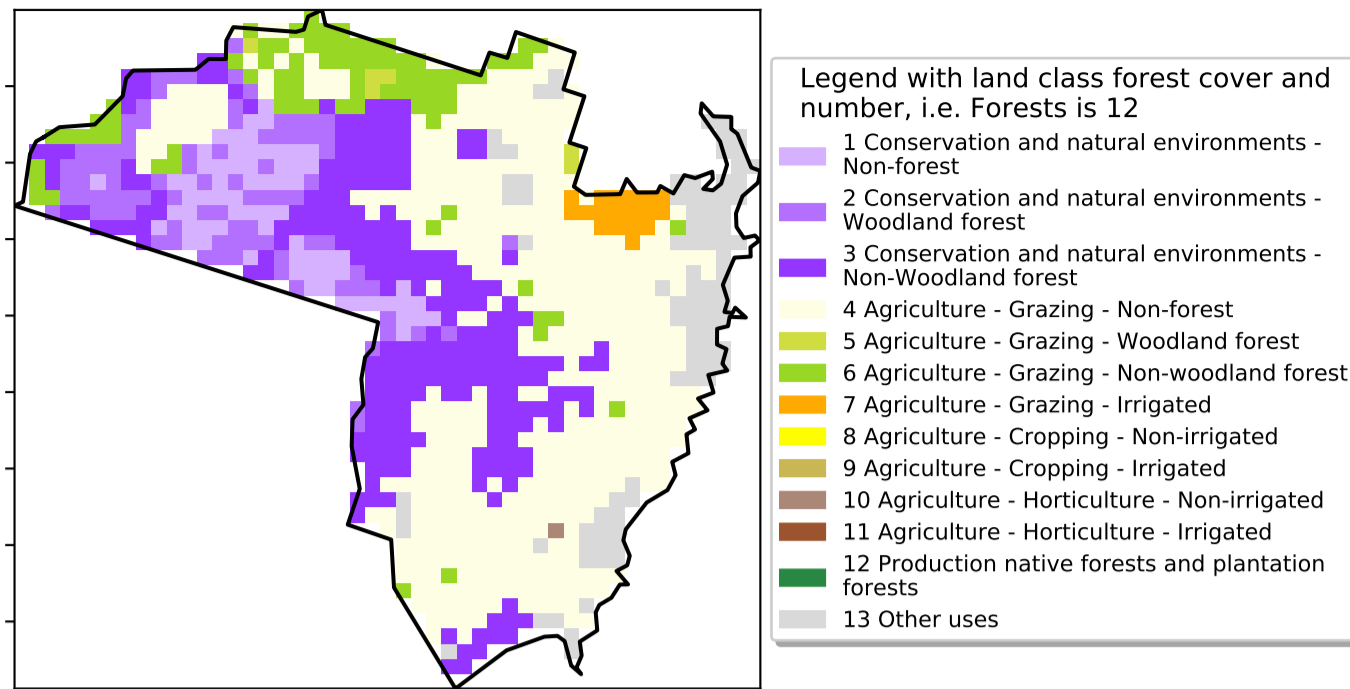 Legend with land class forest cover and
number, i.e. Forests is 12
1 Conservation and natural environments -
Non-forest
2 Conservation and natural environments -
Woodland forest
3 Conservation and natural environments -
Non-Woodland forest
4 Agriculture - Grazing - Non-forest
5 Agriculture - Grazing - Woodland forest
6 Agriculture - Grazing - Non-woodland forest
7 Agriculture - Grazing - Irrigated
8 Agriculture - Cropping - Non-irrigated
9 Agriculture - Cropping - Irrigated
10 Agriculture - Horticulture - Non-irrigated
11 Agriculture - Horticulture - Irrigated
12 Production native forests and plantation
forests
13 Other uses